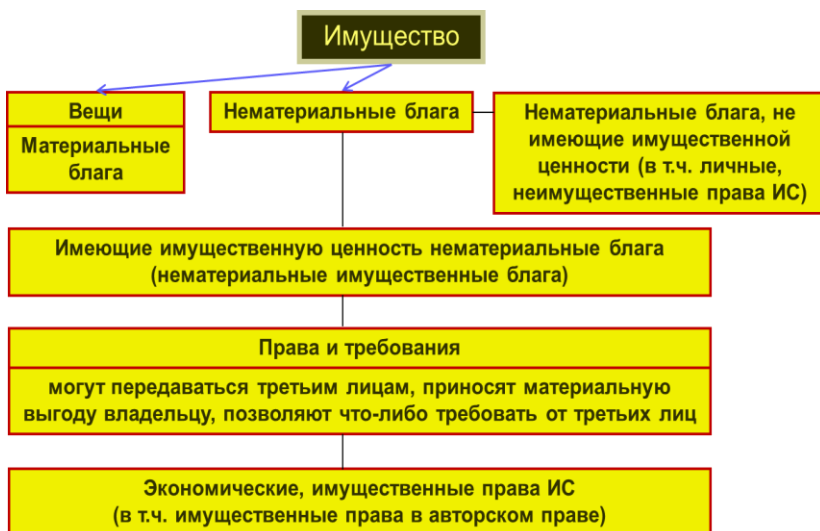 Имущество
Вещи
Материальные
блага
Нематериальные блага
Нематериальные блага, не
имеющие имущественной
ценности (в т.ч. личные,
неимущественные права ИС)
Имеющие имущественную ценность нематериальные блага
(нематериальные имущественные блага)
Права и требования
могут передаваться третьим лицам, приносят материальную
выгоду владельцу, позволяют что-либо требовать от третьих лиц
Экономические, имущественные права ИС
(в т.ч. имущественные права в авторском праве)